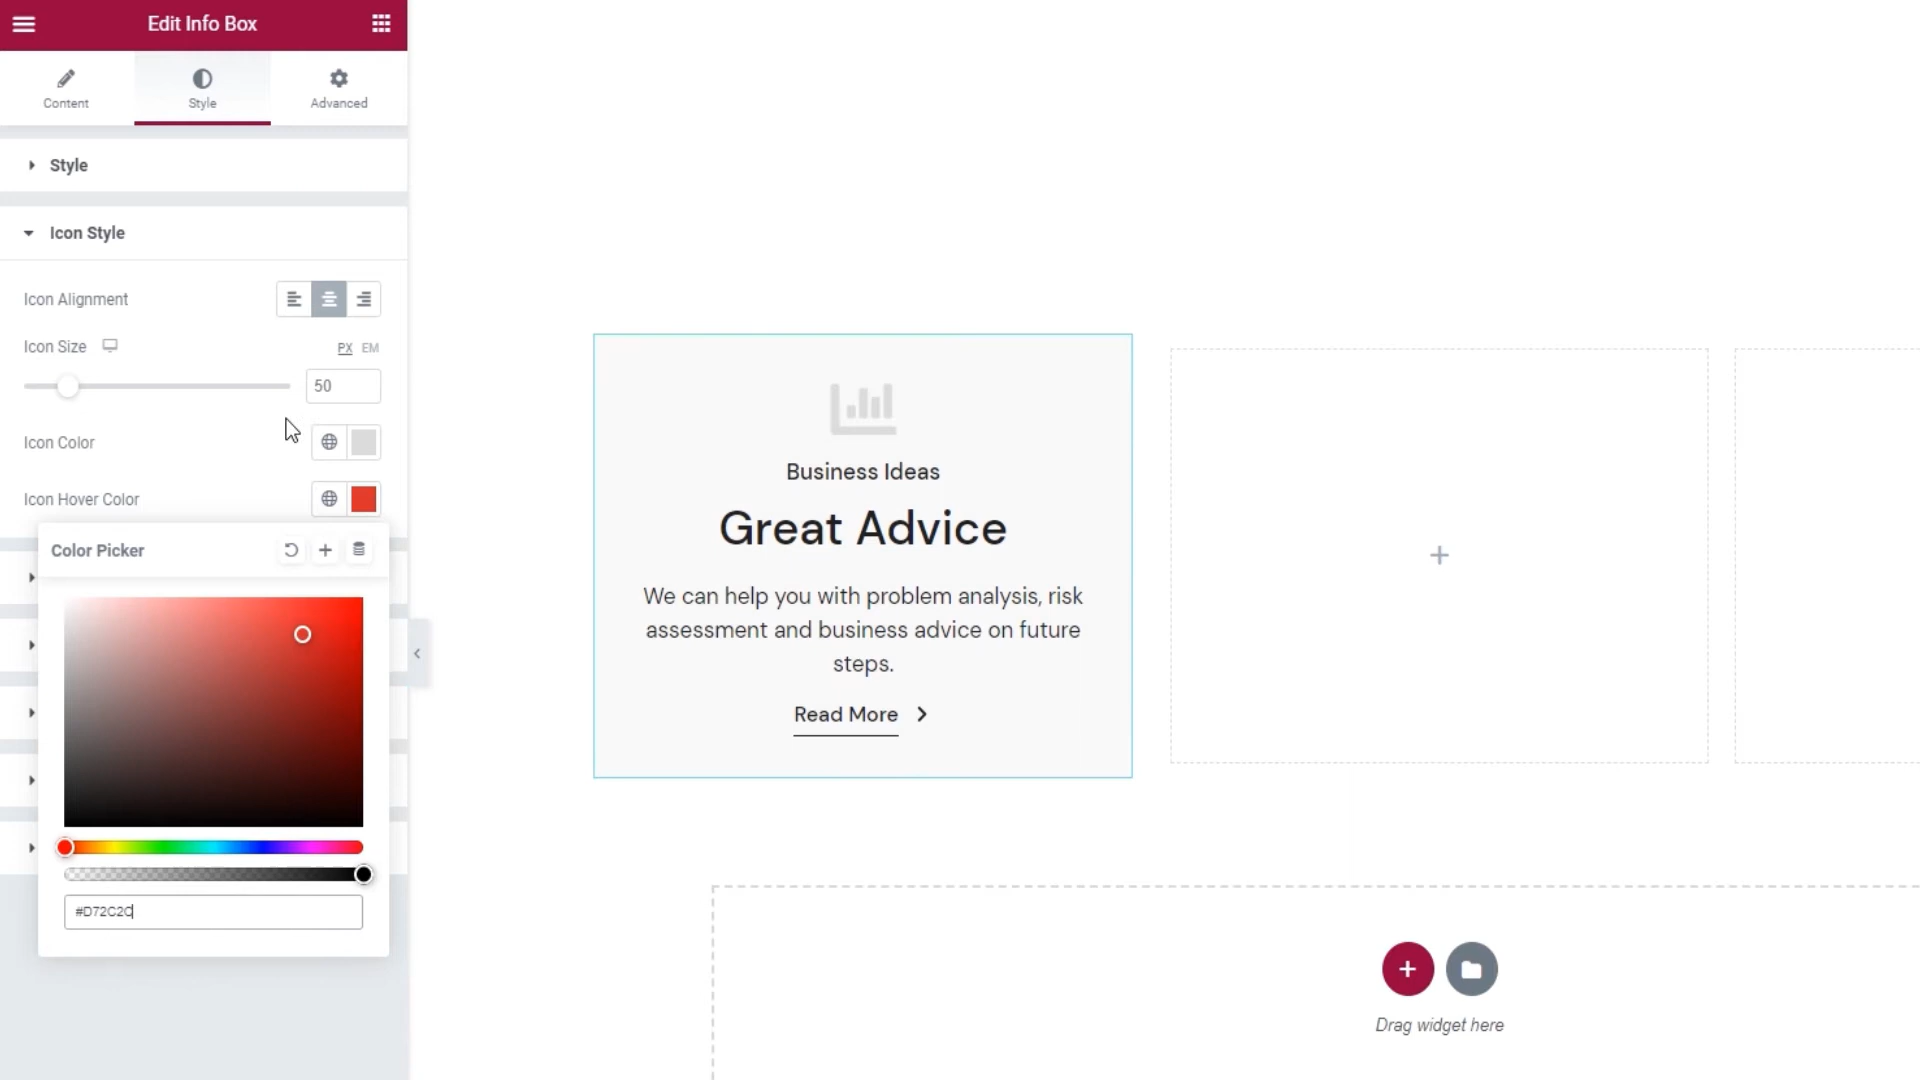 Edit Info Box
Content
Style
Advanced
Style
Icon Style
Icon Alignment
Icon Size
PX EM
50
Icon Color
Icon Hover Color
Color Picker
#D72C2C
Business Ideas
Great Advice
We can help you with problem analysis, risk
assessment and business advice on future
steps.
Read More
Drag widget here